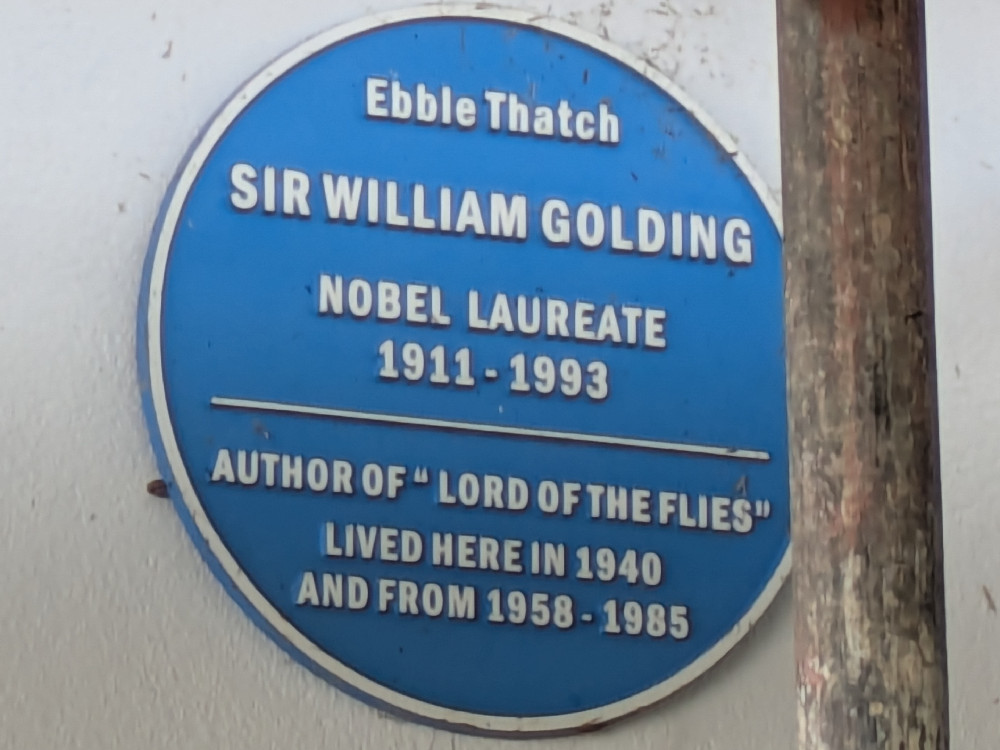 Ebble Thatch
SIR WILLIAM GOLDING
NOBEL LAUREATE
1911 - 1993
AUTHOR OF “ LORD OF THE FLIES”
LIVED HERE IN 1940
AND FROM 1958 - 1985